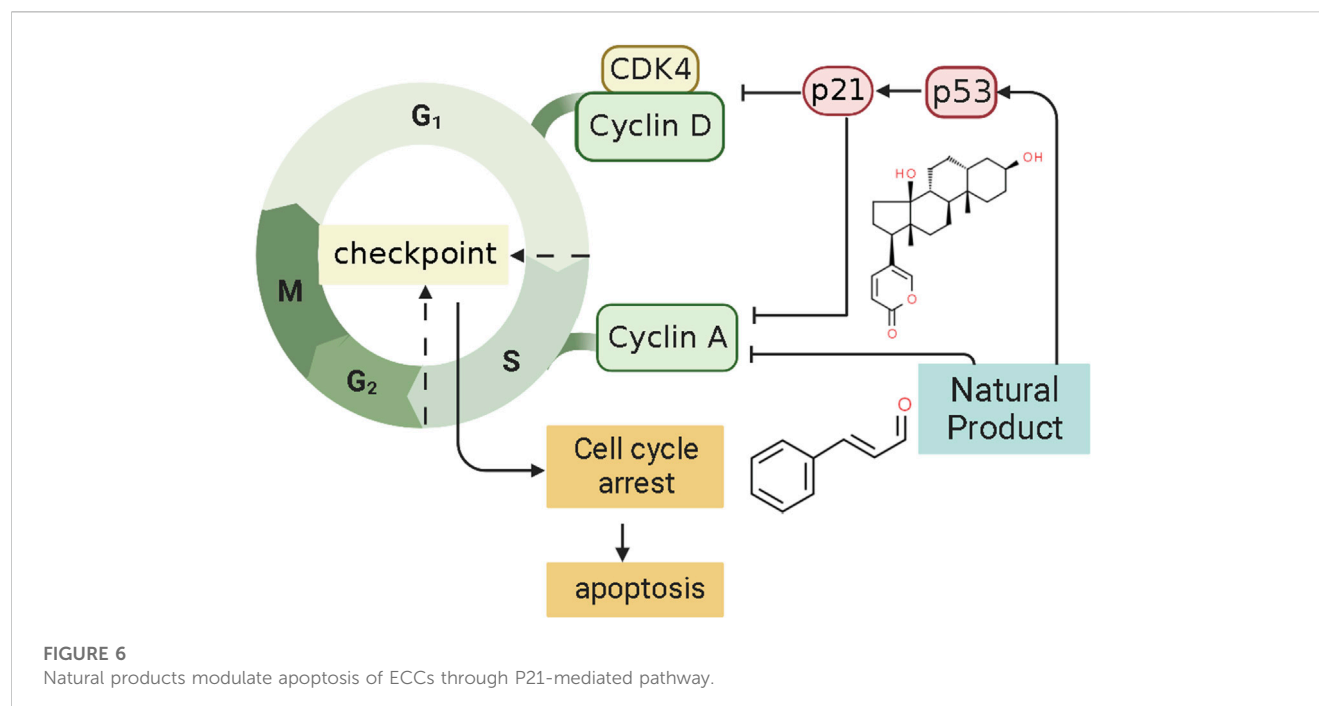 CDK4
Cyclin D
p21
p53
G₁
HO
OH
checkpoint
M
O
O
Cyclin A
S
G₂
Natural
Product
O
Cell cycle
arrest
apoptosis
FIGURE 6
Natural products modulate apoptosis of ECCs through P21-mediated pathway.